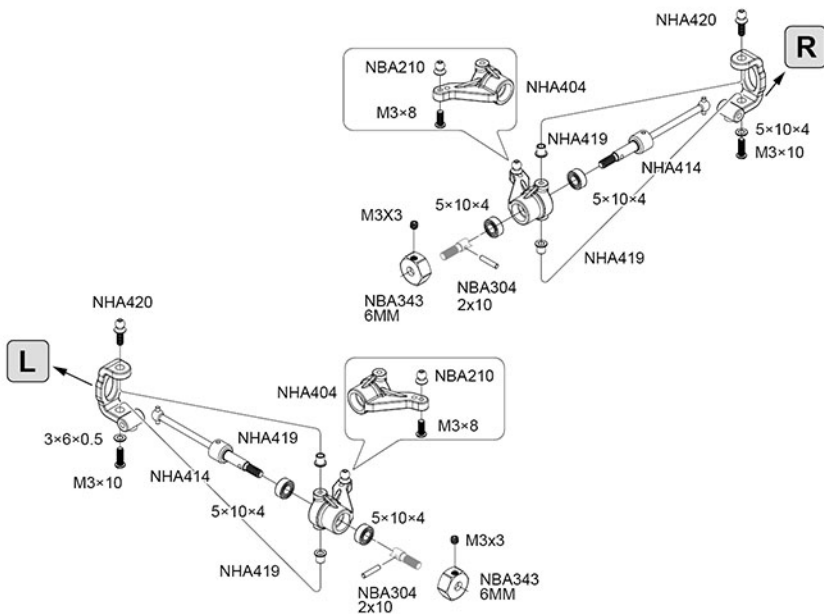 NHA420
R
NBA210
NHA404
M3×8
NHA419
5×10×4
M3×10
NHA414
5×10×4
5×10×4
M3X3
NHA419
NBA304
2x10
NBA343
6MM
NHA420
L
NHA404
NBA210
M3×8
3×6×0.5
NHA419
M3×10
NHA414
5×10×4
5×10×4
M3x3
NHA419
NBA304
2x10
NBA343
6MM